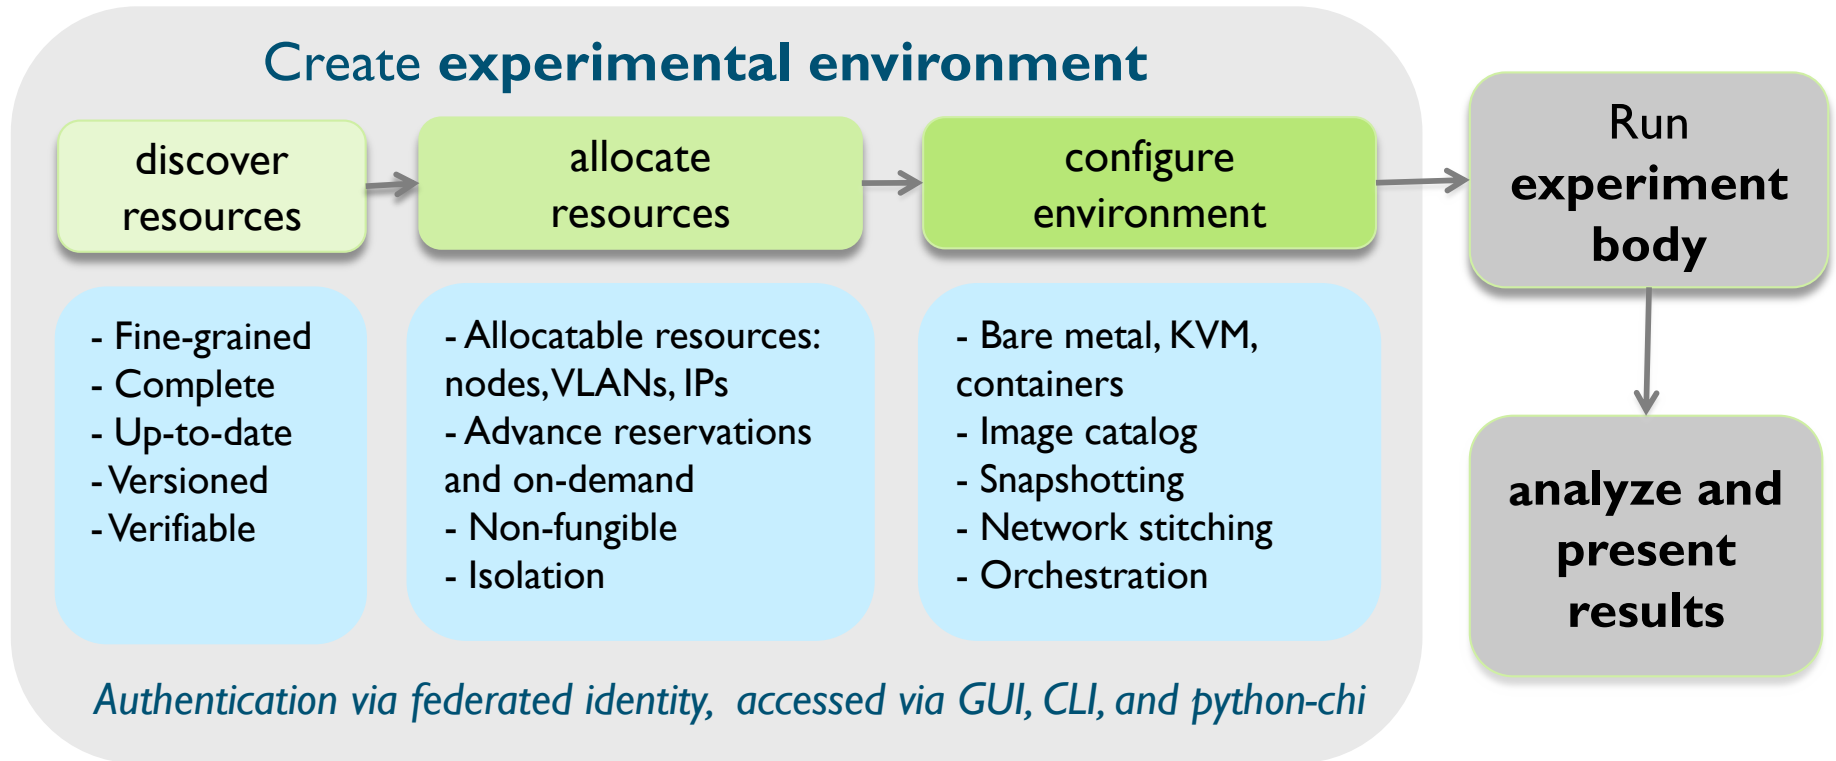 Create experimental environment
discover
resources
allocate
resources
configure
environment
Run
experiment
body
- Fine-grained
- Complete
- Up-to-date
- Versioned
- Verifiable
- Allocatable resources:
nodes, VLANs, IPs
- Advance reservations
and on-demand
- Non-fungible
- Isolation
- Bare metal, KVM,
containers
- Image catalog
- Snapshotting
- Network stitching
- Orchestration
analyze and
present
results
Authentication via federated identity, accessed via GUI, CLI, and python-chi